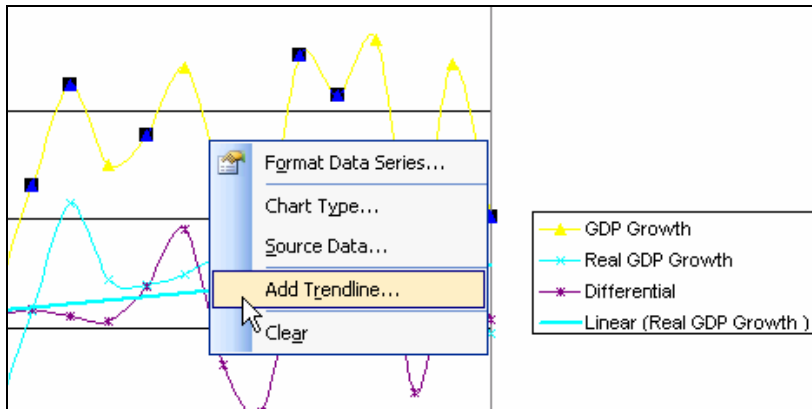 Format Data Series...
Chart Type...
Source Data...
Add Trendline...
Clear
GDP Growth
Real GDP Growth
Differential
Linear (Real GDP Growth )